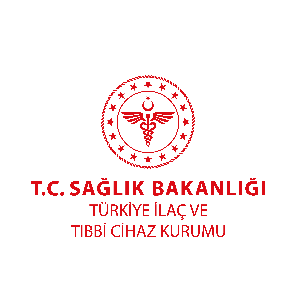 T.C. SAĞLIK BAKANLIĞI
TÜRKİYE İLAÇ VE
TIBBİ CİHAZ KURUMU